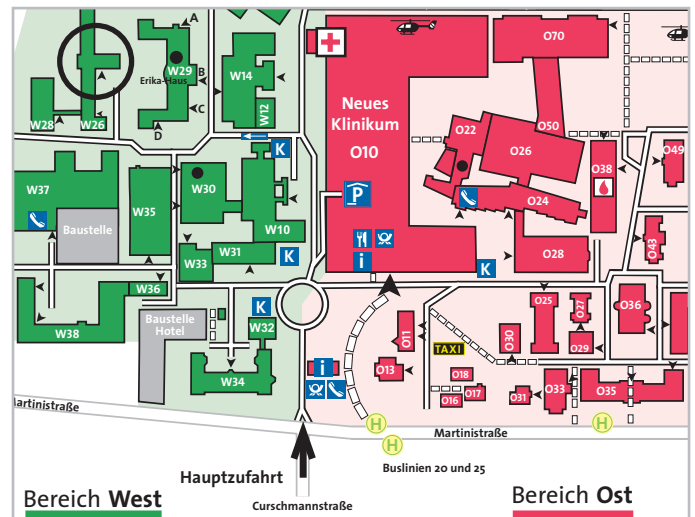 A
O70
W29
B
Erika-Haus
W14
Neues
Klinikum
O10
W12
C
D
W28
W26
O22
O50
O26
K
O38
O49
W37
W30
P
O24
W35
Baustelle
W10
W31
K
i
K
O28
O43
W33
W36
Baustelle
Hotel
K
W32
W38
W34
O25
O27
O36
O11
O30
O29
TAXI
i
O13
O18
O17
O16
O31
O33
O35
Martinistraße
H
H
H
Martinistraße
Hauptzufahrt
Buslinien 20 und 25
Curschmannstraße
Bereich West
Bereich Ost